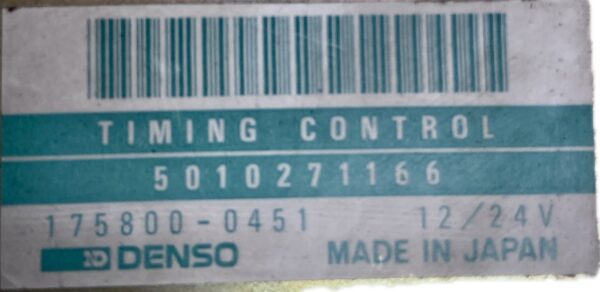 TIMING CONTROL
5010271166
175800-0451 12/24V
DENSO MADE IN JAPAN